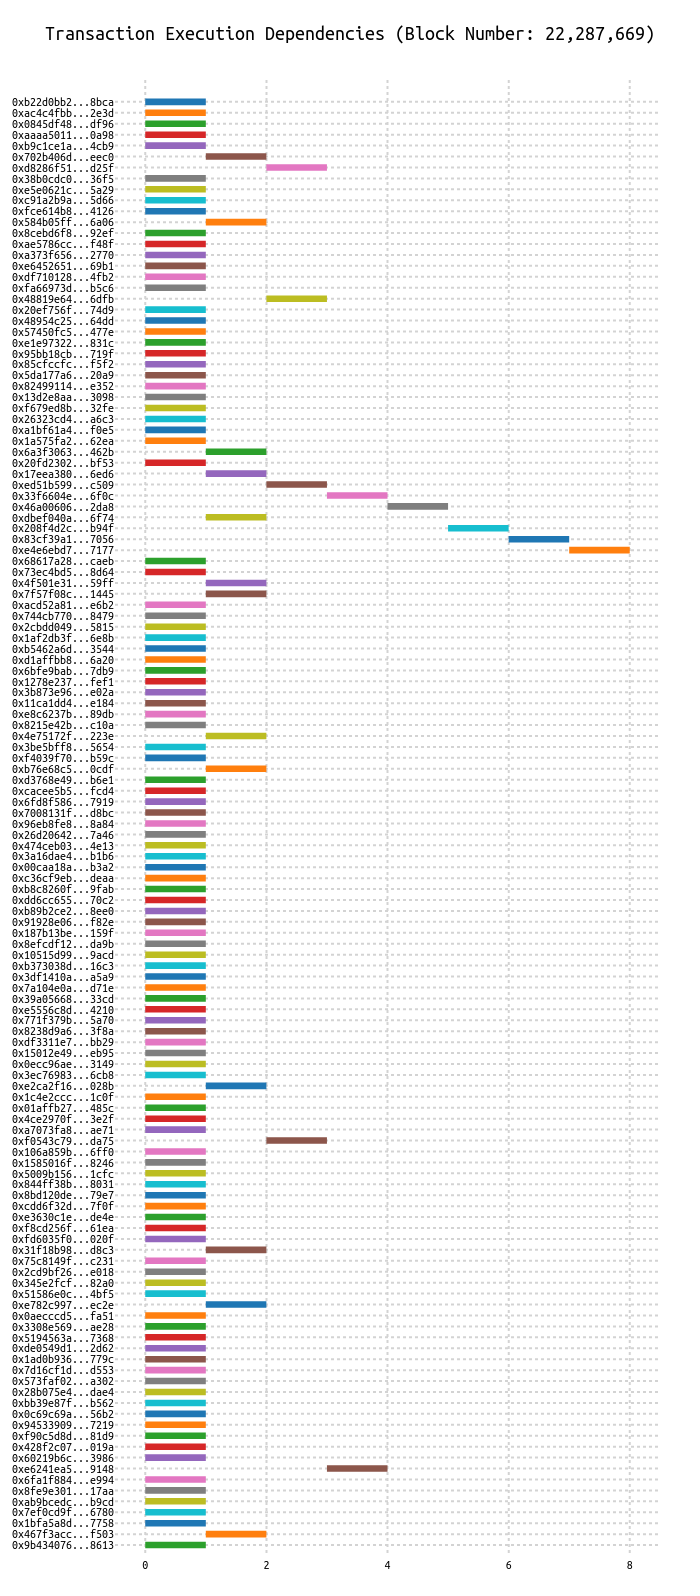 Transaction Execution Dependencies (Block Number: 22,287,669)
0xb22d0bb2...8bca
0xac4c4fbb...2e3d
0x0845df48...df96
0xaaaa5011...0a98
0xb9c1ce1a...4cb9
0x702b406d...eec0
0xd8286f51...d25f
0x38b0cdc0...36f5
0xe5e0621c...5a29
0xc91a2b9a...5d66
0xfce614b8...4126
0x584b05ff...6a06
0x8cebd6f8...92ef
0xae5786cc...f48f
0xa373f656...2770
0xe6452651...69b1
0xdf710128...4fb2
0xfa66973d...b5c6
0x48819e64...6dfb
0x20ef756f...74d9
0x48954c25...64dd
0x57450fc5...477e
0xe1e97322...831c
0x95bb18cb...719f
0x85cfccfc...f5f2
0x5da177a6...20a9
0x82499114...e352
0x13d2e8aa...3098
0xf679ed8b...32fe
0x26323cd4...a6c3
0xa1bf61a4...f0e5
0x1a575fa2...62ea
0x6a3f3063...462b
0x20fd2302...bf53
0x17eea380...6ed6
0xed51b599...c509
0x33f6604e...6f0c
0x46a00606...2da8
0xdbef040a...6f74
0x208f4d2c...b94f
0x83cf39a1...7056
0xe4e6ebd7...7177
0x68617a28...caeb
0x73ec4bd5...8d64
0x4f501e31...59ff
0x7f57f08c...1445
0xacd52a81...e6b2
0x744cb770...8479
0x2cbdd049...5815
0x1af2db3f...6e8b
0xb5462a6d...3544
0xd1affbb8...6a20
0x6bfe9bab...7db9
0x1278e237...fef1
0x3b873e96...e02a
0x11ca1dd4...e184
0xe8c6237b...89db
0x8215e42b...c10a
0x4e75172f...223e
0x3be5bff8...5654
0xf4039f70...b59c
0xb76e68c5...0cdf
0xd3768e49...b6e1
0xcacee5b5...fcd4
0x6fd8f586...7919
0x7008131f...d8bc
0x96eb8fe8...8a84
0x26d20642...7a46
0x474ceb03...4e13
0x3a16dae4...b1b6
0x00caa18a...b3a2
0xc36cf9eb...deaa
0xb8c8260f...9fab
0xdd6cc655...70c2
0xb89b2ce2...8ee0
0x91928e06...f82e
0x187b13be...159f
0x8efcdf12...da9b
0x10515d99...9acd
0xb373038d...16c3
0x3df1410a...a5a9
0x7a104e0a...d71e
0x39a05668...33cd
0xe5556c8d...4210
0x771f379b...5a70
0x8238d9a6...3f8a
0xdf3311e7...bb29
0x15012e49...eb95
0x0ecc96ae...3149
0x3ec76983...6cb8
0xe2ca2f16...028b
0x1c4e2ccc...1c0f
0x01affb27...485c
0x4ce2970f...3e2f
0xa7073fa8...ae71
0xf0543c79...da75
0x106a859b...6ff0
0x1585016f...8246
0x5009b156...1cfc
0x844ff38b...8031
0x8bd120de...79e7
0xcdd6f32d...7f0f
0xe3630c1e...de4e
0xf8cd256f...61ea
0xfd6035f0...020f
0x31f18b98...d8c3
0x75c8149f...c231
0x2cd9bf26...e018
0x345e2fcf...82a0
0x51586e0c...4bf5
0xe782c997...ec2e
0x0aecccd5...fa51
0x3308e569...ae28
0x5194563a...7368
0xde0549d1...2d62
0x1ad0b936...779c
0x7d16cf1d...d553
0x573faf02...a302
0x28b075e4...dae4
0xbb39e87f...b562
0x0c69c69a...56b2
0x94533909...7219
0xf90c5d8d...81d9
0x428f2c07...019a
0x60219b6c...3986
0xe6241ea5...9148
0x6fa1f884...e994
0x8fe9e301...17aa
0xab9bcedc...b9cd
0x7ef0cd9f...6780
0x1bfa5a8d...7758
0x467f3acc...f503
0x9b434076...8613
0 2 4 6 8